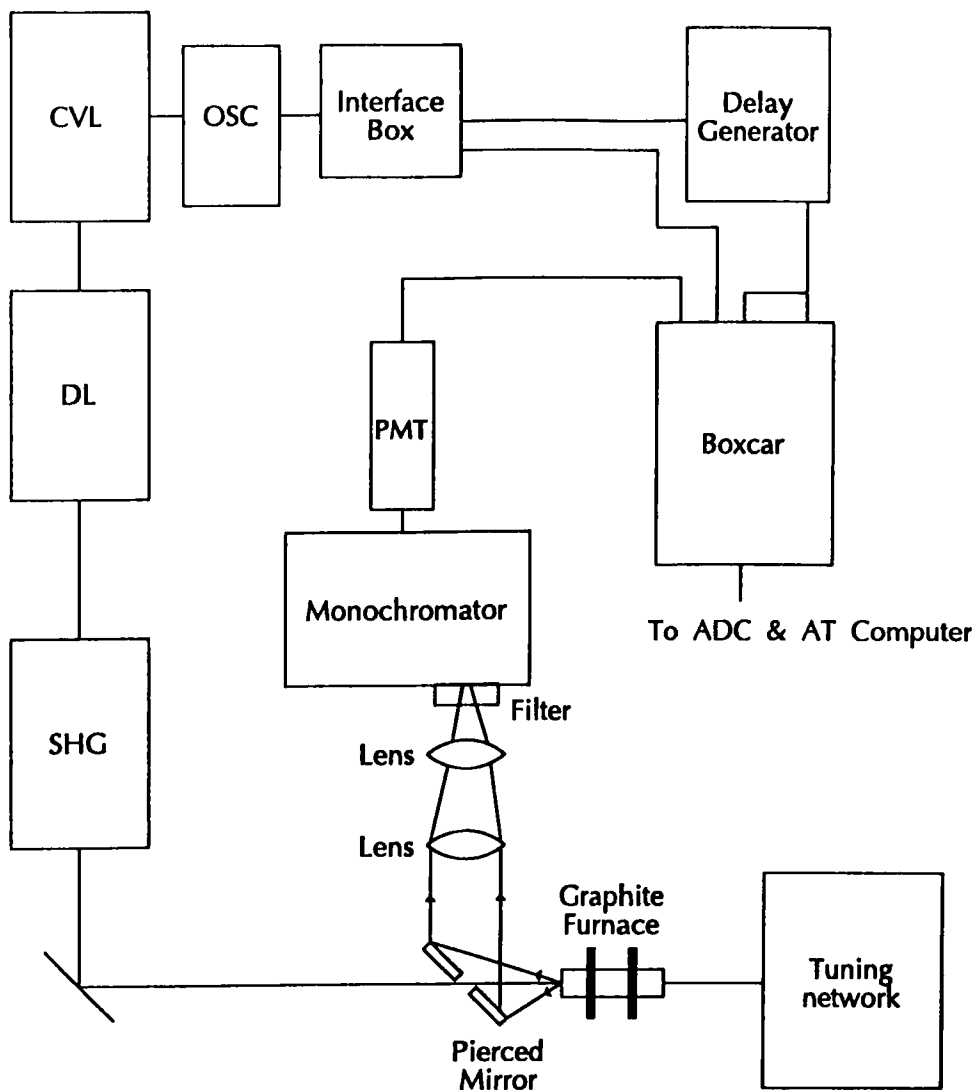 CVL
OSC
Interface
Box
Delay
Generator
DL
PMT
Boxcar
Monochromator
To ADC & AT Computer
Filter
SHG
Lens
Lens
Graphite
Furnace
Tuning
network
Pierced
Mirror